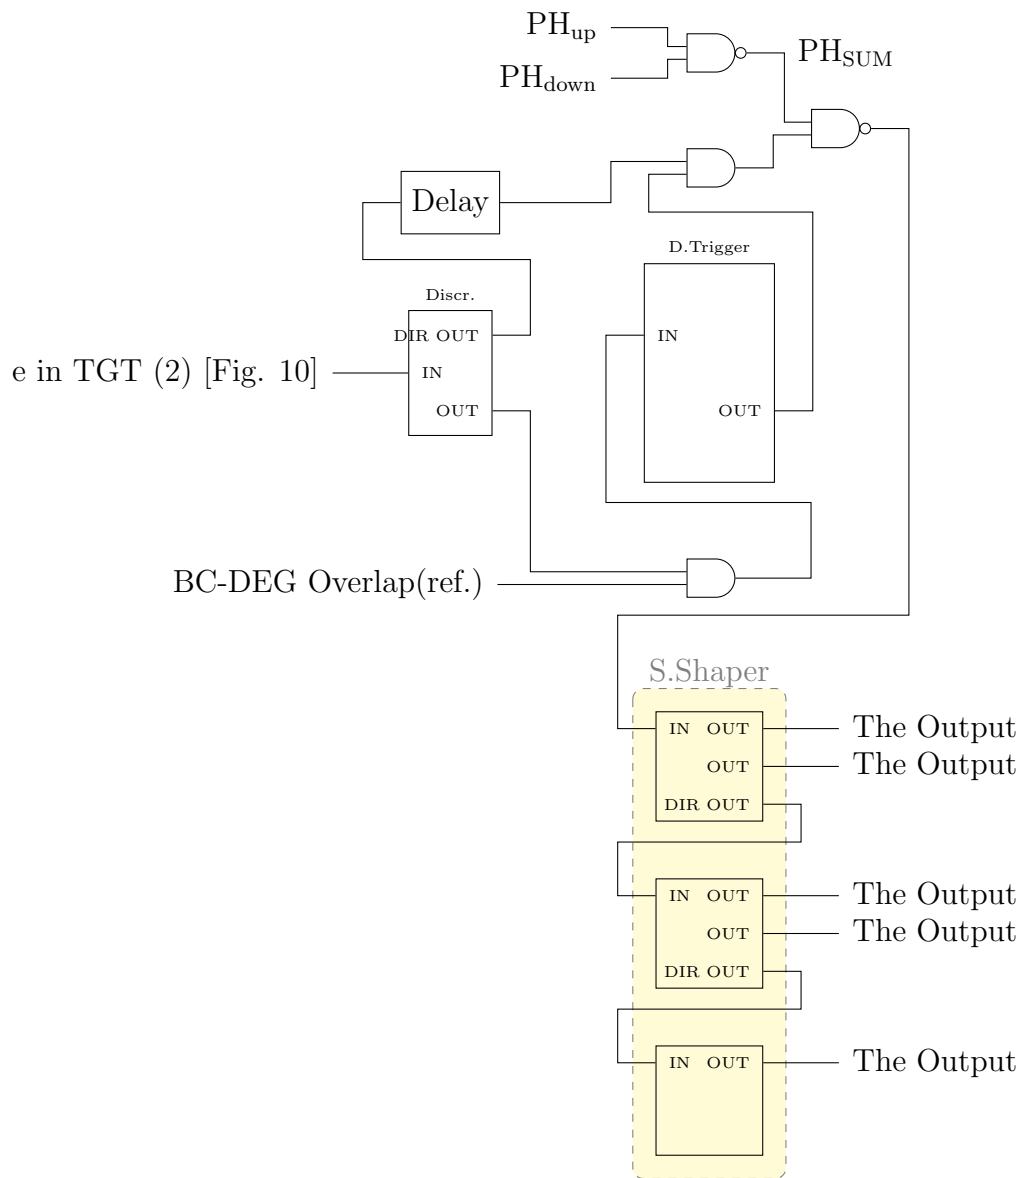 PH_up
PH_SUM
PH_down
Delay
D.Trigger
Discr.
DIR OUT
IN
e in TGT (2) [Fig. 10]
IN
OUT
OUT
BC-DEG Overlap(ref.)
S.Shaper
IN OUT The Output
OUT The Output
DIR OUT
IN OUT The Output
OUT The Output
DIR OUT
IN OUT The Output